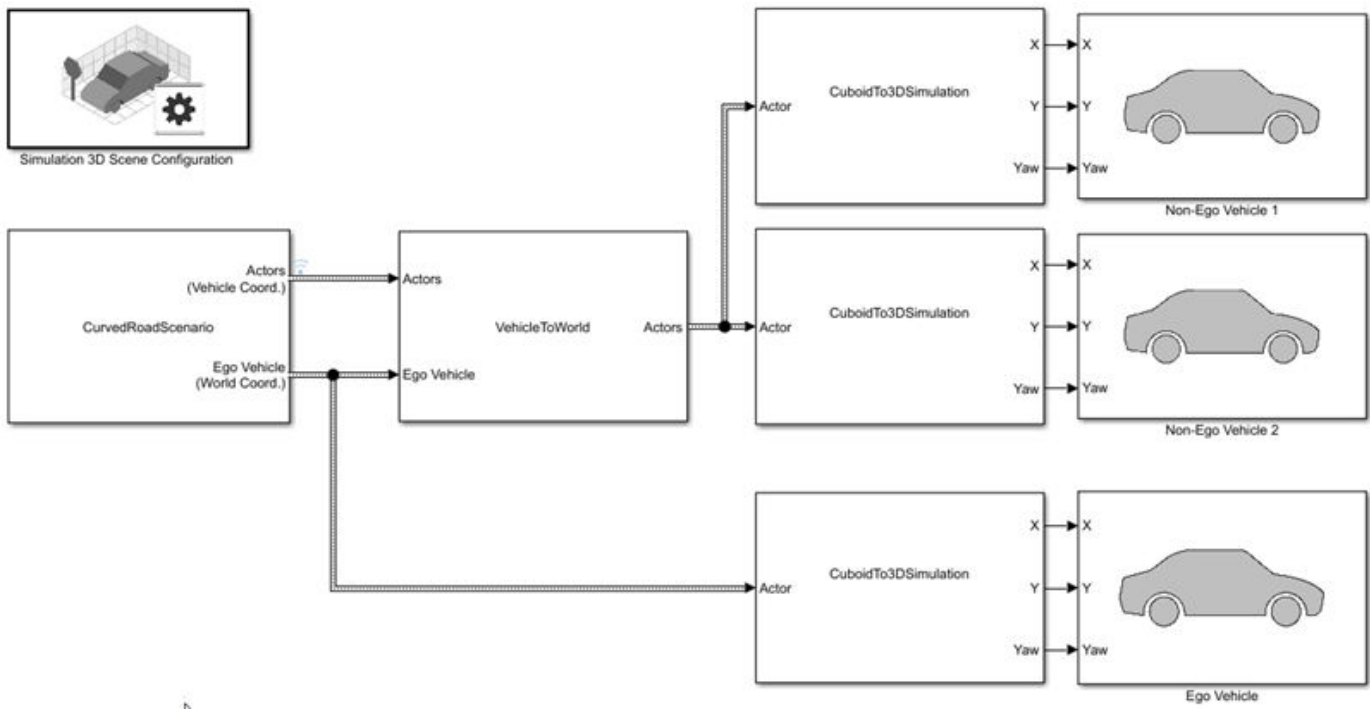 Simulation 3D Scene Configuration
CurvedRoadScenario
Actors
(Vehicle Coord.)
Ego Vehicle
(World Coord.)
VehicleToWorld
Actors
Ego Vehicle
Actors
CuboidTo3DSimulation
Actor
X
Y
Yaw
X
Y
Yaw
Non-Ego Vehicle 1
CuboidTo3DSimulation
Actor
X
Y
Yaw
X
Y
Yaw
Non-Ego Vehicle 2
CuboidTo3DSimulation
Actor
X
Y
Yaw
X
Y
Yaw
Ego Vehicle